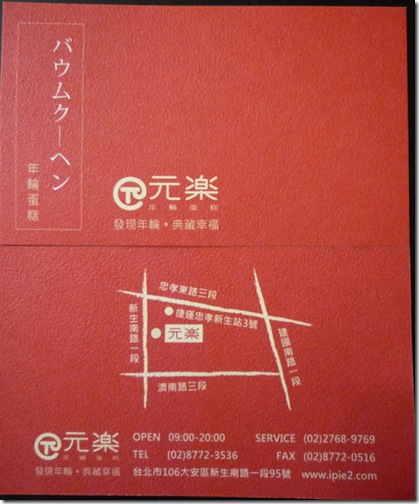 バウムクーヘン
年輪蛋糕
元楽
年輪蛋糕
發現年輪•典藏幸福
忠孝東路三段
捷運忠孝新生站3號
新生南路一段
元楽
建國南路一段
濟南路三段
元楽
年輪蛋糕
發現年輪•典藏幸福
OPEN 09:00-20:00 SERVICE (02)2768-9769
TEL (02)8772-3536 FAX (02)8772-0516
台北市106大安區新生南路一段95號 www.ipie2.com